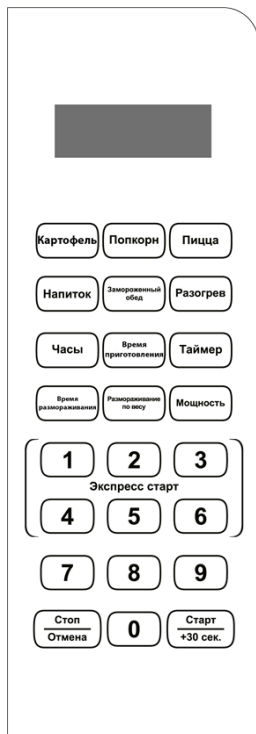 Картофель Попкорн Пицца
Напиток Замороженный обед Разогрев
Часы Время приготовления Таймер
Время размораживания Размораживание по весу Мощность
1 2 3
Экспресс старт
4 5 6
7 8 9
Стоп Отмена 0 Старт +30 сек.